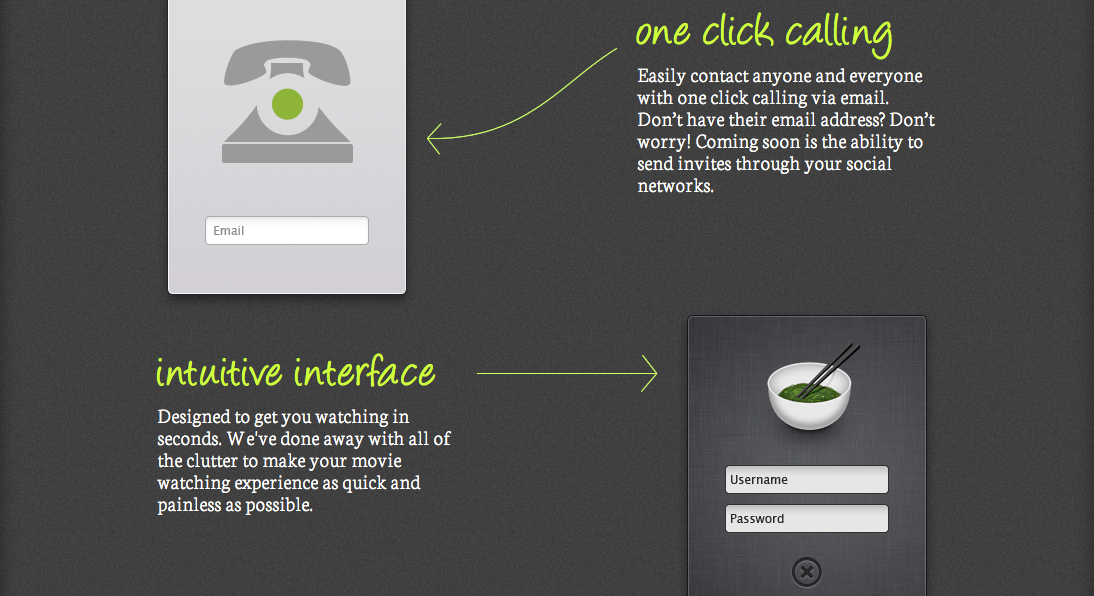 one click calling
Easily contact anyone and everyone
with one click calling via email.
Don’t have their email address? Don’t
worry! Coming soon is the ability to
send invites through your social
networks.
Email
intuitive interface
Designed to get you watching in
seconds. We've done away with all of
the clutter to make your movie
watching experience as quick and
painless as possible.
Username
Password